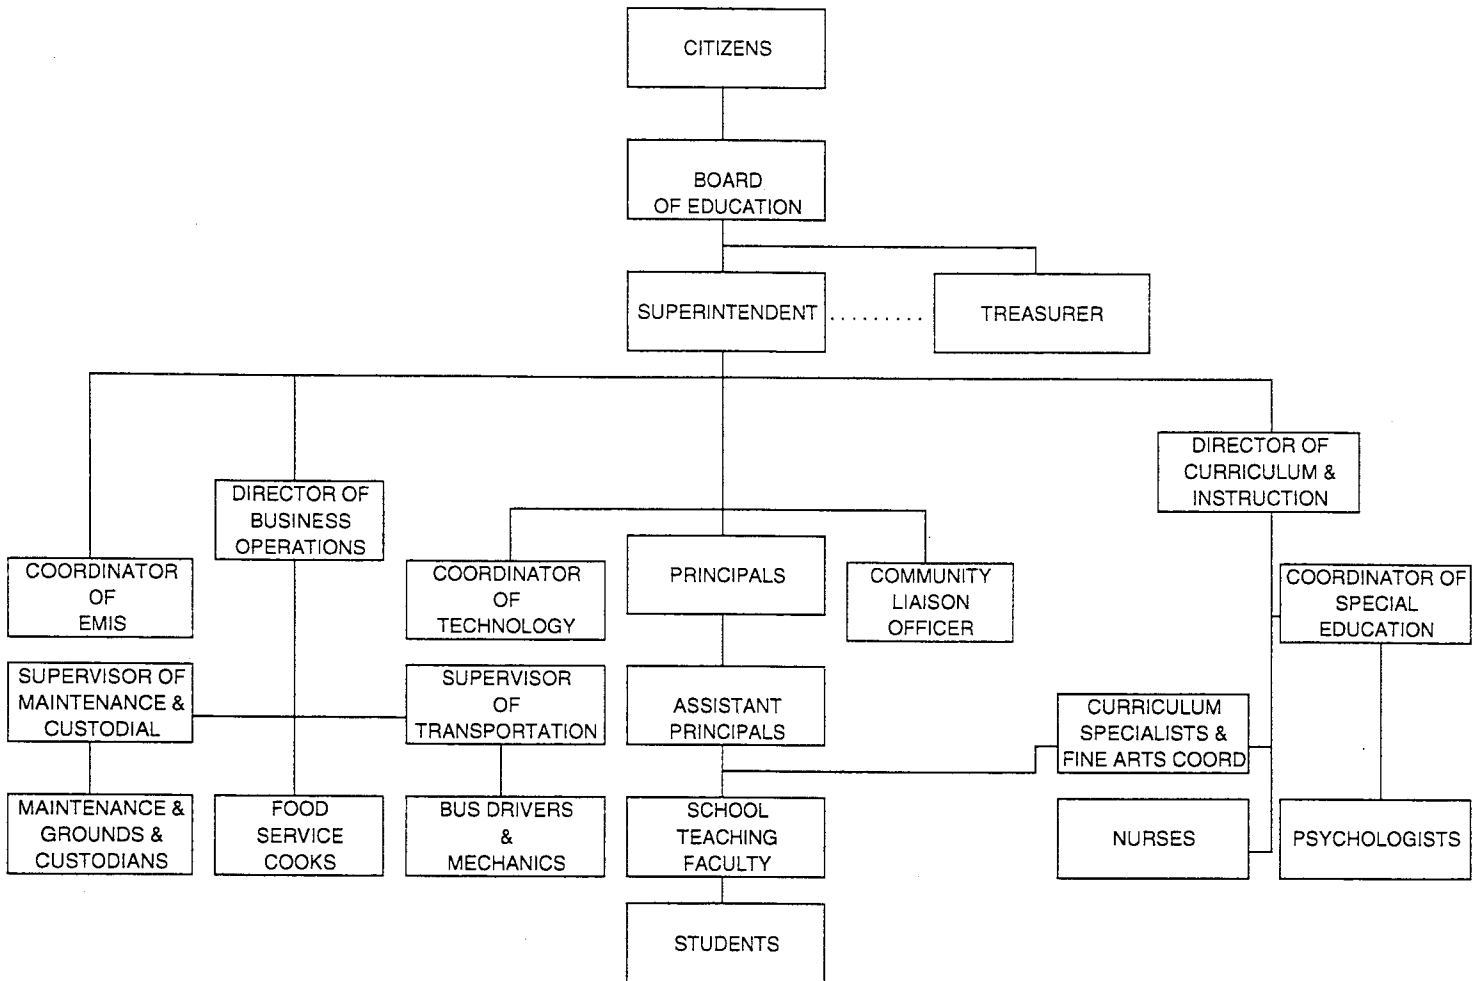 CITIZENS
BOARD
OF EDUCATION
SUPERINTENDENT .........
TREASURER
DIRECTOR OF
CURRICULUM &
INSTRUCTION
DIRECTOR OF
BUSINESS
OPERATIONS
COORDINATOR
OF
EMIS
COORDINATOR
OF
TECHNOLOGY
PRINCIPALS
COMMUNITY
LIAISON
OFFICER
COORDINATOR OF
SPECIAL
EDUCATION
SUPERVISOR OF
MAINTENANCE &
CUSTODIAL
SUPERVISOR
OF
TRANSPORTATION
ASSISTANT
PRINCIPALS
CURRICULUM
SPECIALISTS &
FINE ARTS COORD
MAINTENANCE &
GROUNDS &
CUSTODIANS
FOOD
SERVICE
COOKS
BUS DRIVERS
&
MECHANICS
SCHOOL
TEACHING
FACULTY
NURSES
PSYCHOLOGISTS
STUDENTS